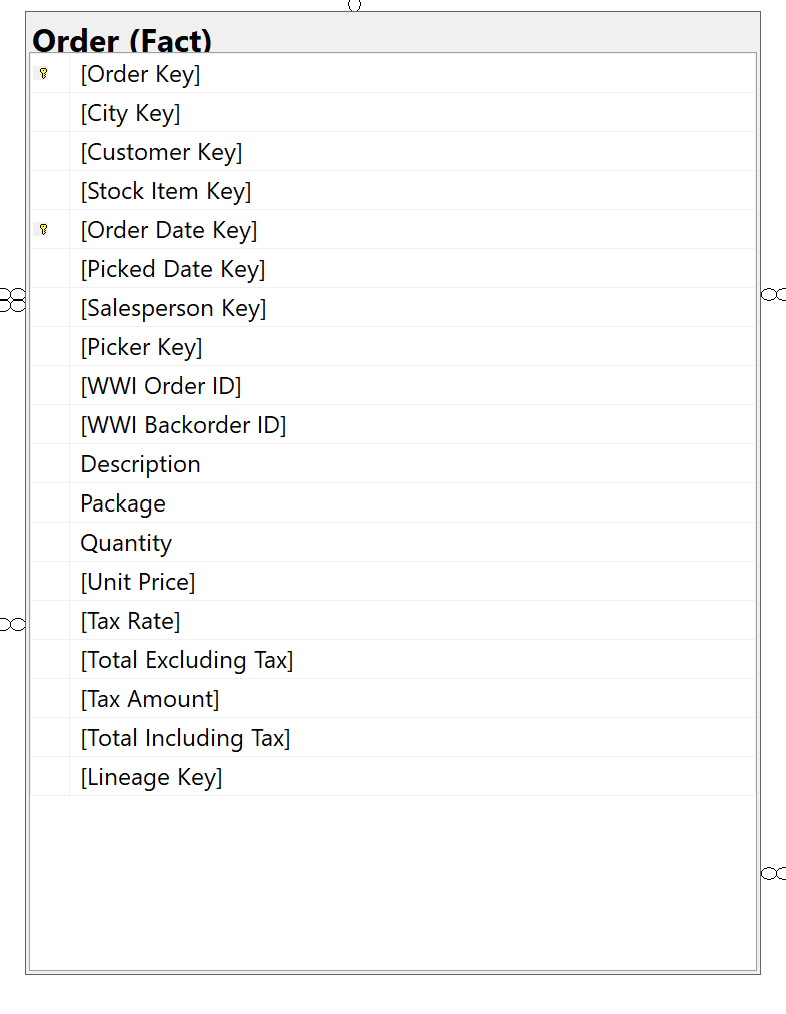 Order (Fact)
[Order Key]
[City Key]
[Customer Key]
[Stock Item Key]
[Order Date Key]
[Picked Date Key]
[Salesperson Key]
[Picker Key]
[WWI Order ID]
[WWI Backorder ID]
Description
Package
Quantity
[Unit Price]
[Tax Rate]
[Total Excluding Tax]
[Tax Amount]
[Total Including Tax]
[Lineage Key]